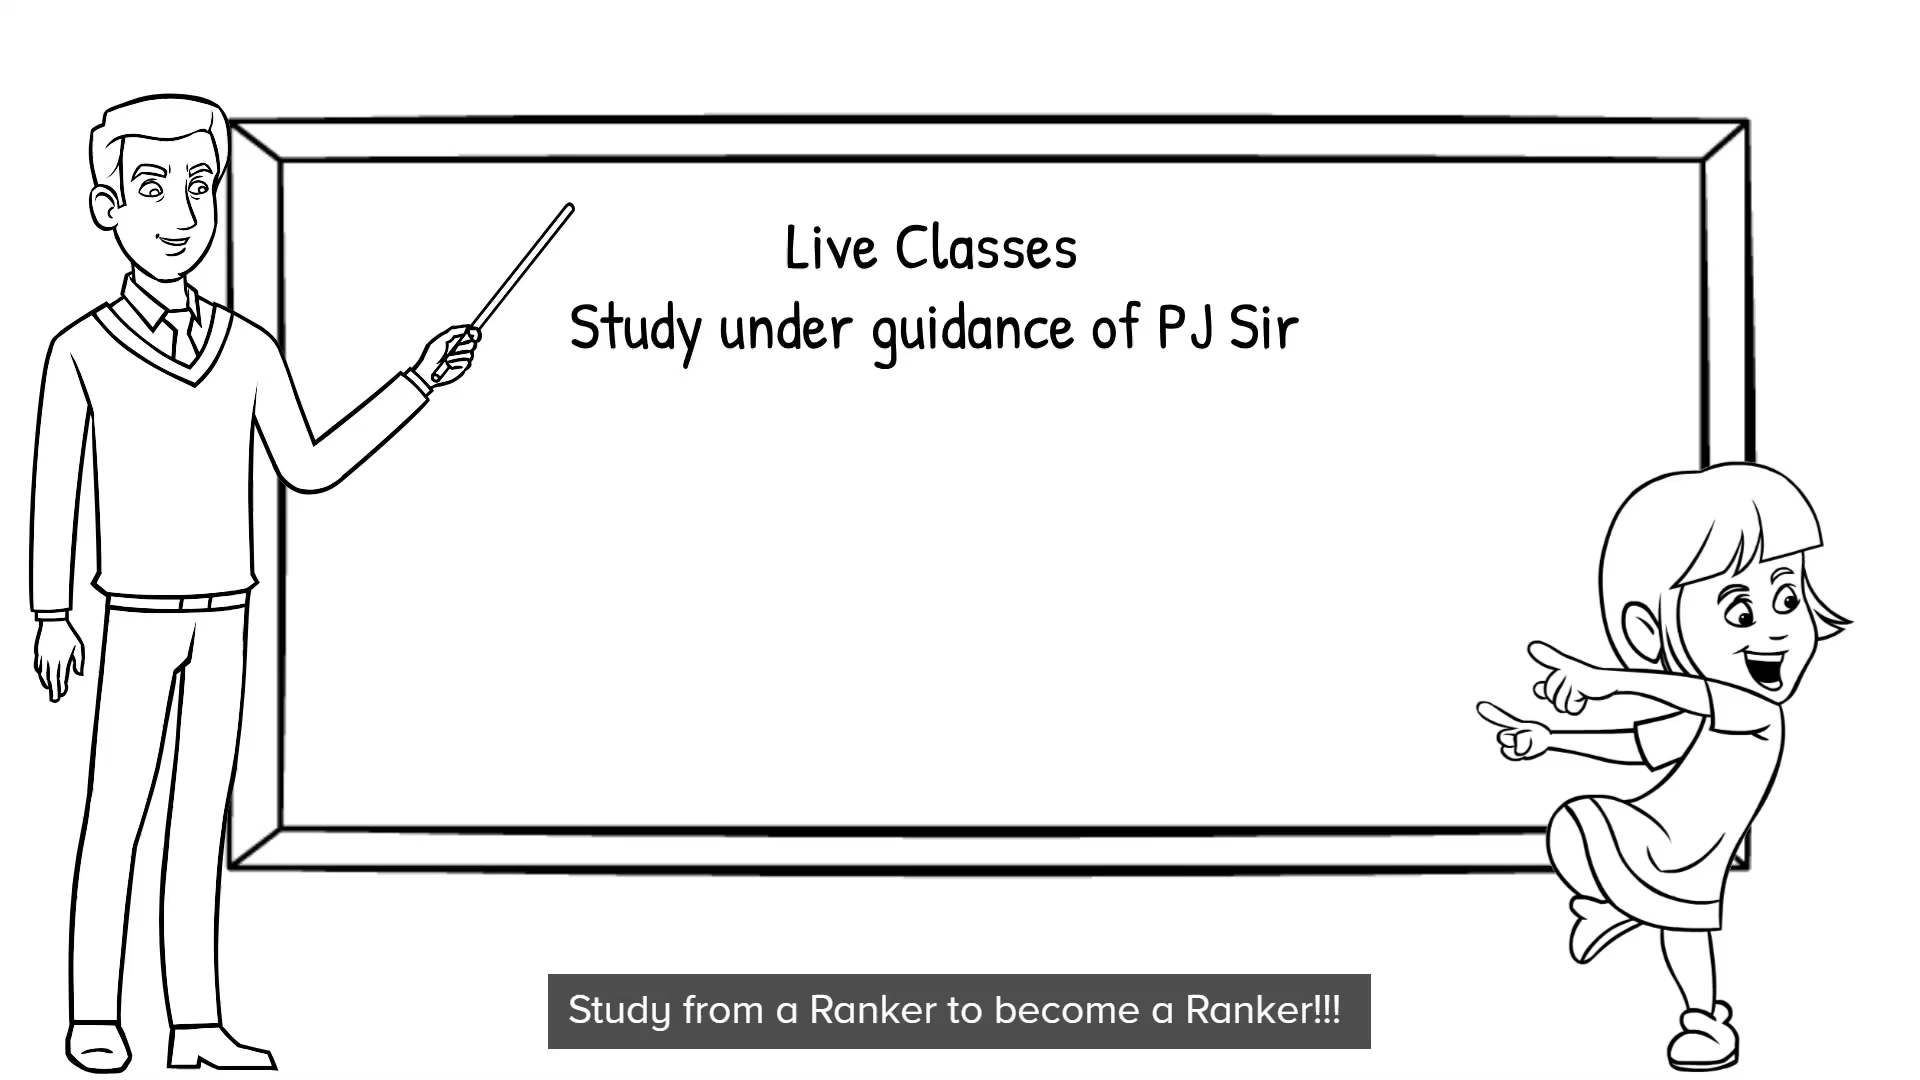 Live Classes
Study under guidance of PJ Sir
Study from a Ranker to become a Ranker!!!